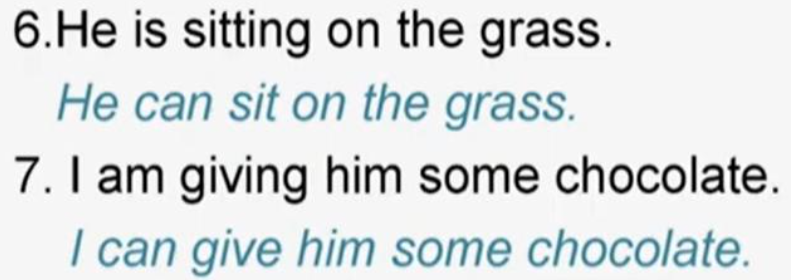 6.He is sitting on the grass.
He can sit on the grass.
7. I am giving him some chocolate.
I can give him some chocolate.